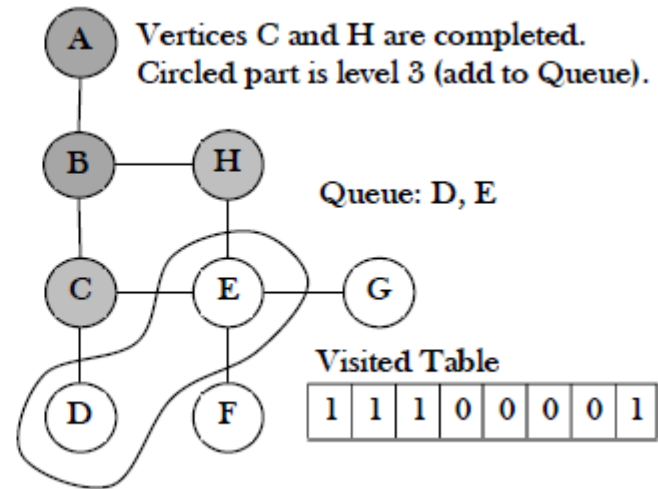 A
Vertices C and H are completed.
Circled part is level 3 (add to Queue).
B
H
Queue: D, E
C
E
G
Visited Table
D
F
1 1 1 0 0 0 0 1